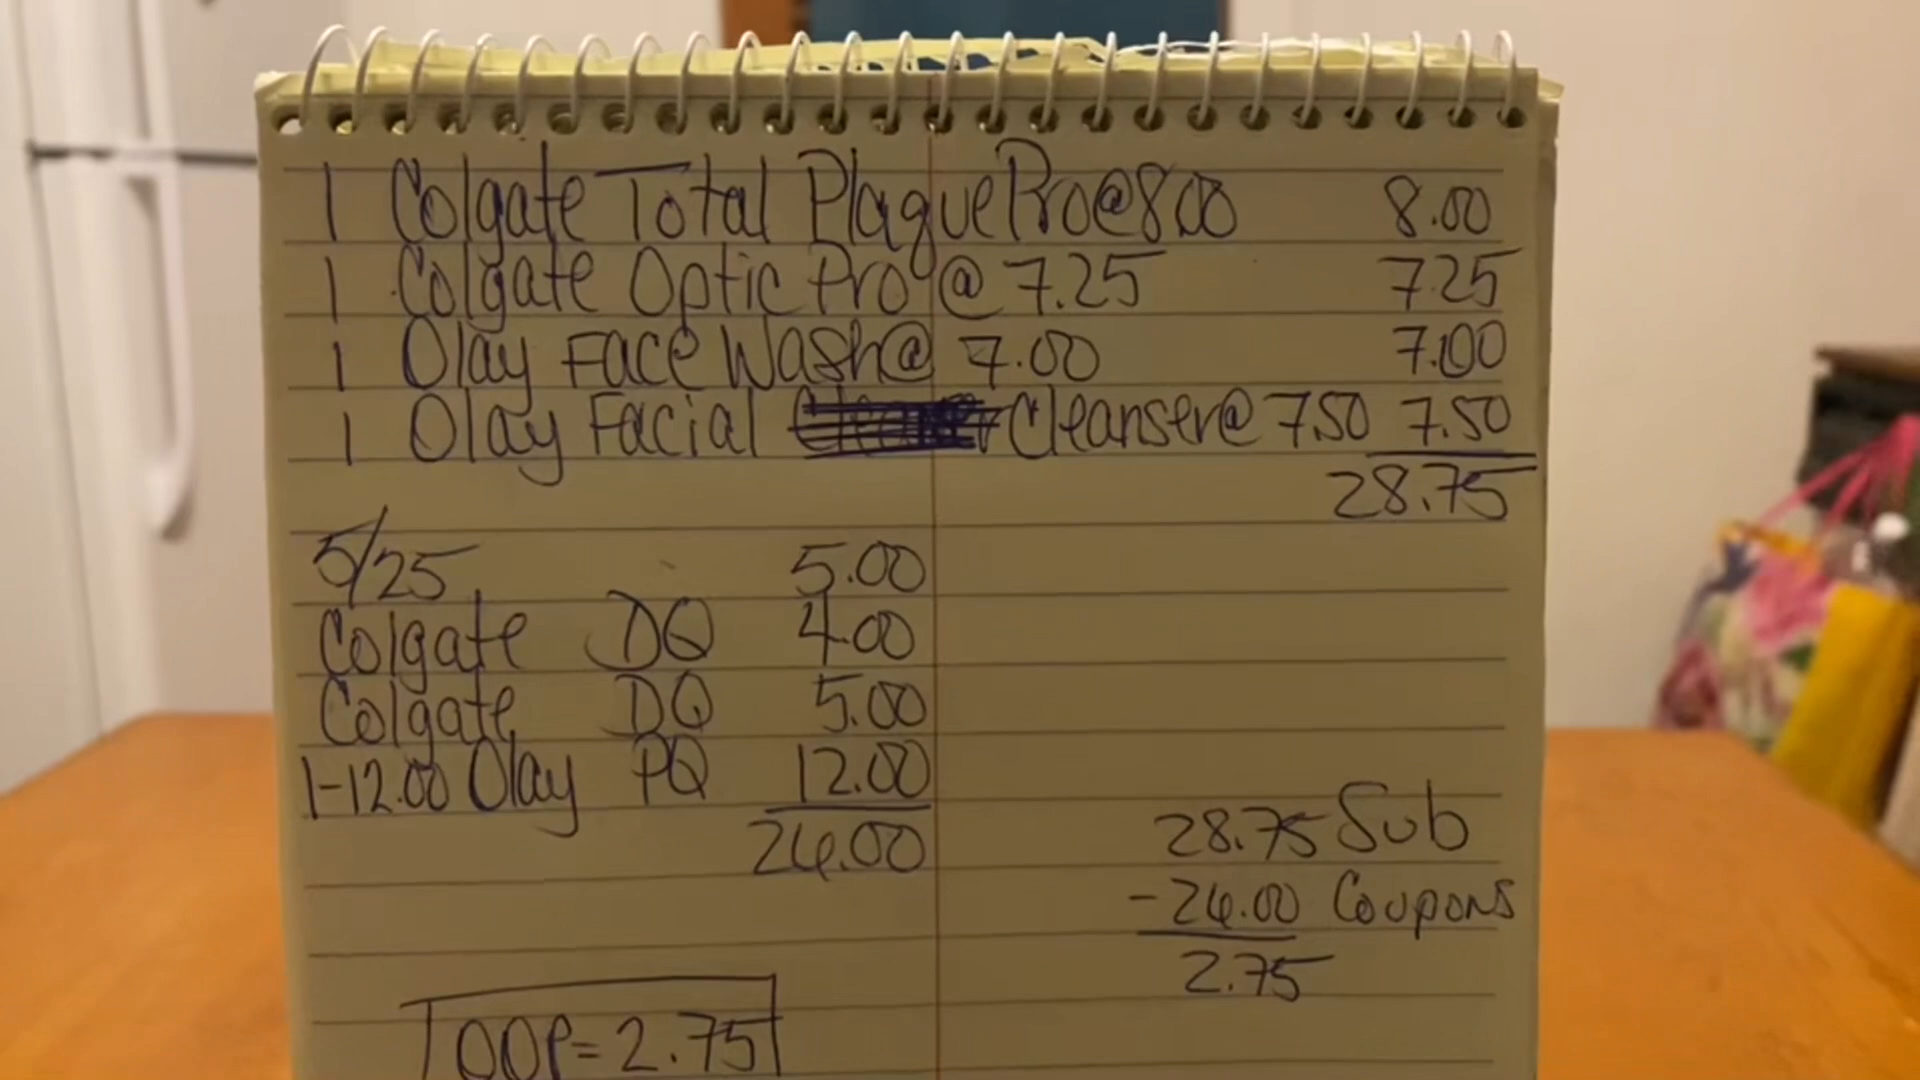 1 Colgate Total Plaque Pro@8.00 8.00
1 Colgate Optic Pro @ 7.25 7.25
1 Olay Face Wash@ 7.00 7.00
1 Olay Facial Cleanser@ 7.50 7.50
28.75
5/25 5.00
Colgate DQ 4.00
Colgate DQ 5.00
1-12.00 Olay PQ 12.00
26.00
28.75 Sub
-26.00 Coupons
2.75
OOP=2.75